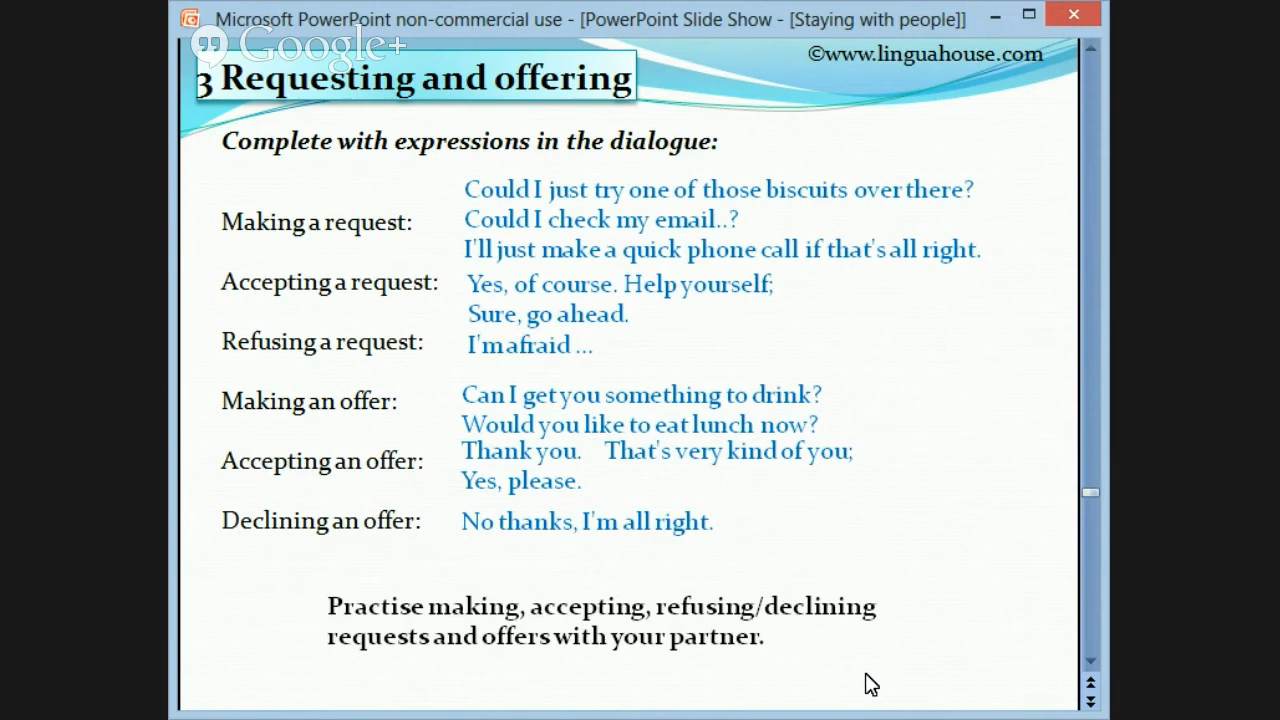 Microsoft PowerPoint non-commercial use - [PowerPoint Slide Show - [Staying with people]]
Google+
©www.linguahouse.com
3 Requesting and offering
Complete with expressions in the dialogue:
Could I just try one of those biscuits over there?
Making a request:
Could I check my email..?
I'll just make a quick phone call if that's all right.
Accepting a request:
Yes, of course. Help yourself;
Sure, go ahead.
Refusing a request:
I'm afraid ...
Making an offer:
Can I get you something to drink?
Would you like to eat lunch now?
Accepting an offer:
Thank you. That's very kind of you;
Yes, please.
Declining an offer:
No thanks, I'm all right.
Practise making, accepting, refusing/declining
requests and offers with your partner.